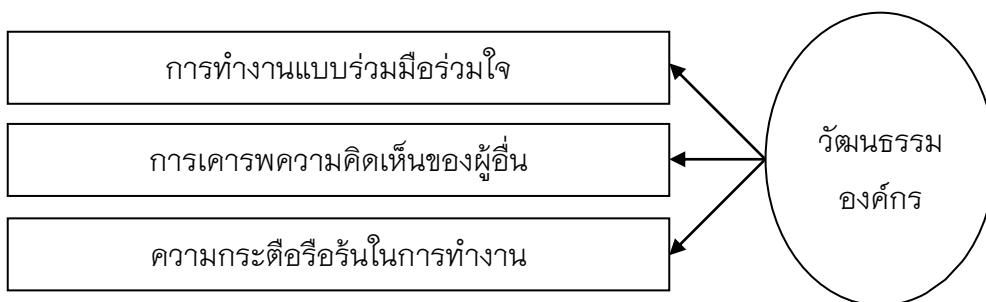 การทำงานแบบร่วมมือร่วมใจ
การเคารพความคิดเห็นของผู้อื่น
ความกระตือรือร้นในการทำงาน
วัฒนธรรม
องค์กร